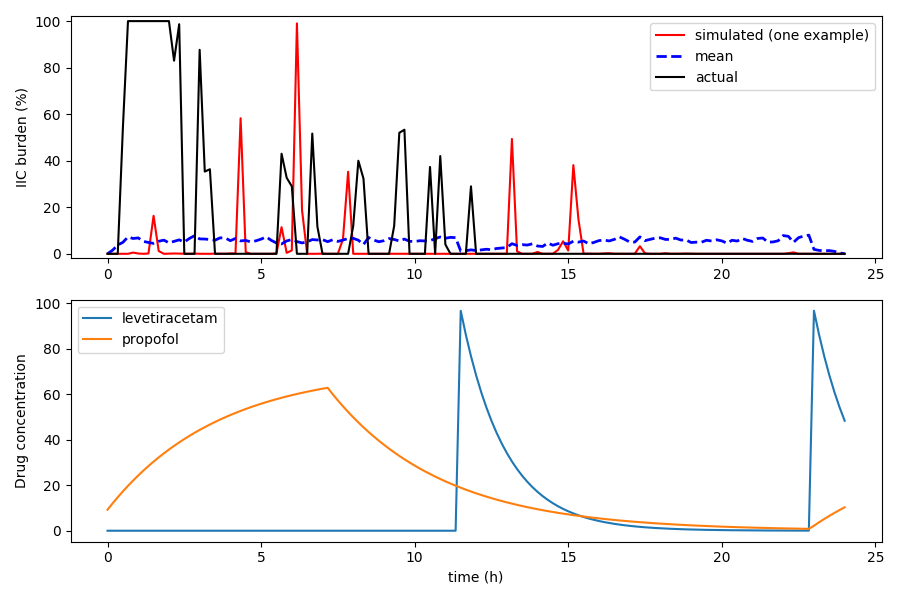 100
80
60
40
20
0
IIC burden (%)
simulated (one example)
mean
actual
0 5 10 15 20 25
100
80
60
40
20
0
Drug concentration
levetiracetam
propofol
0 5 10 15 20 25
time (h)